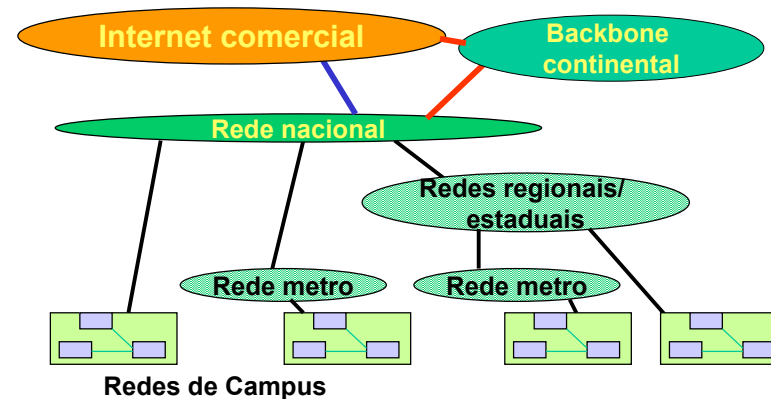 Internet comercial
Backbone
continental
Rede nacional
Redes regionais/
estaduais
Rede metro
Rede metro
Redes de Campus